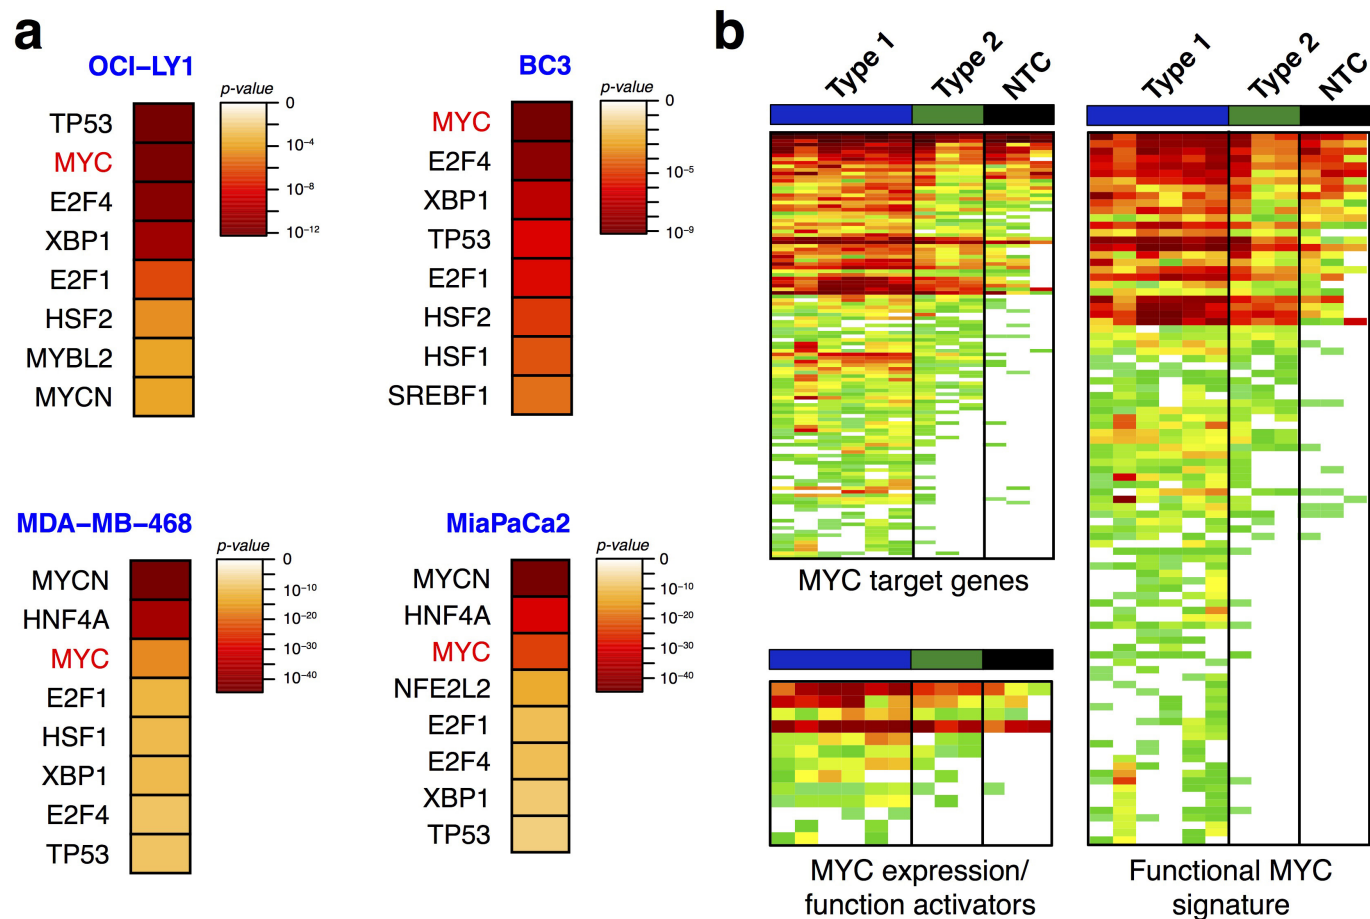 a
OCI–LY1
p-value
0
10⁻⁴
10⁻⁸
10⁻¹²
TP53
MYC
E2F4
XBP1
E2F1
HSF2
MYBL2
MYCN
BC3
p-value
0
10⁻⁵
10⁻⁹
MYC
E2F4
XBP1
TP53
E2F1
HSF2
HSF1
SREBF1
MDA–MB–468
p-value
0
10⁻¹⁰
10⁻²⁰
10⁻³⁰
10⁻⁴⁰
MYCN
HNF4A
MYC
E2F1
HSF1
XBP1
E2F4
TP53
MiaPaCa2
p-value
0
10⁻¹⁰
10⁻²⁰
10⁻³⁰
10⁻⁴⁰
MYCN
HNF4A
MYC
NFE2L2
E2F1
E2F4
XBP1
TP53
b
Type 1
Type 2
NTC
MYC target genes
MYC expression/
function activators
Type 1
Type 2
NTC
Functional MYC
signature